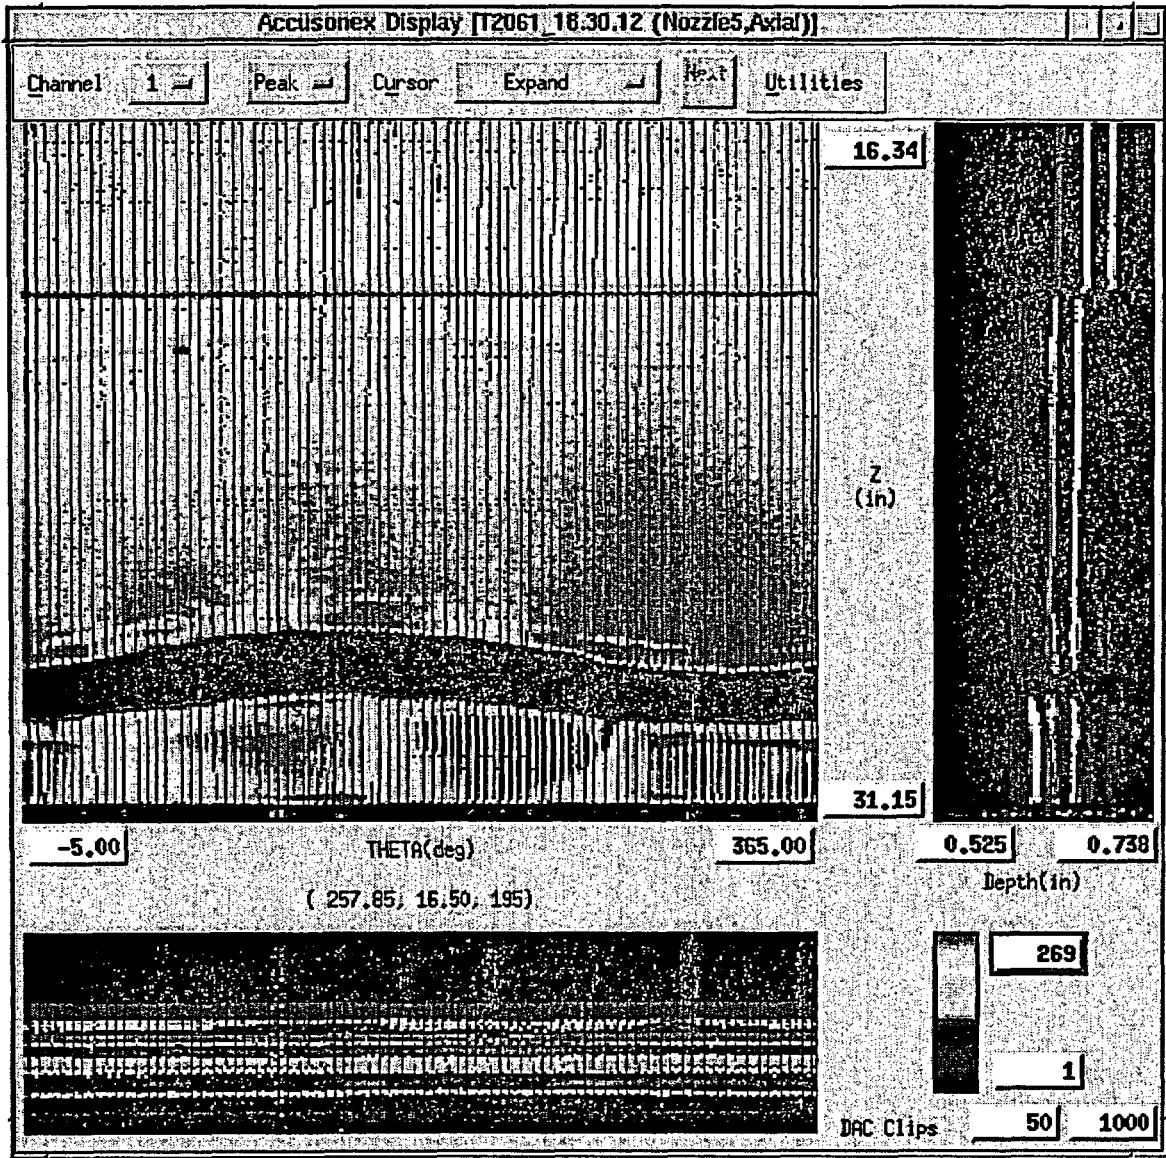 Accusonex Display [T2061_18.30.12 (Nozzle5,Axial)]
Channel 1 Peak Cursor Expand Next Utilities
16.34
Z
(in)
31.15
-5.00 THETA(deg) 365.00 0.525 0.738
Depth(in)
( 257.85, 16.50, 195)
269
1
DAC Clips 50 1000